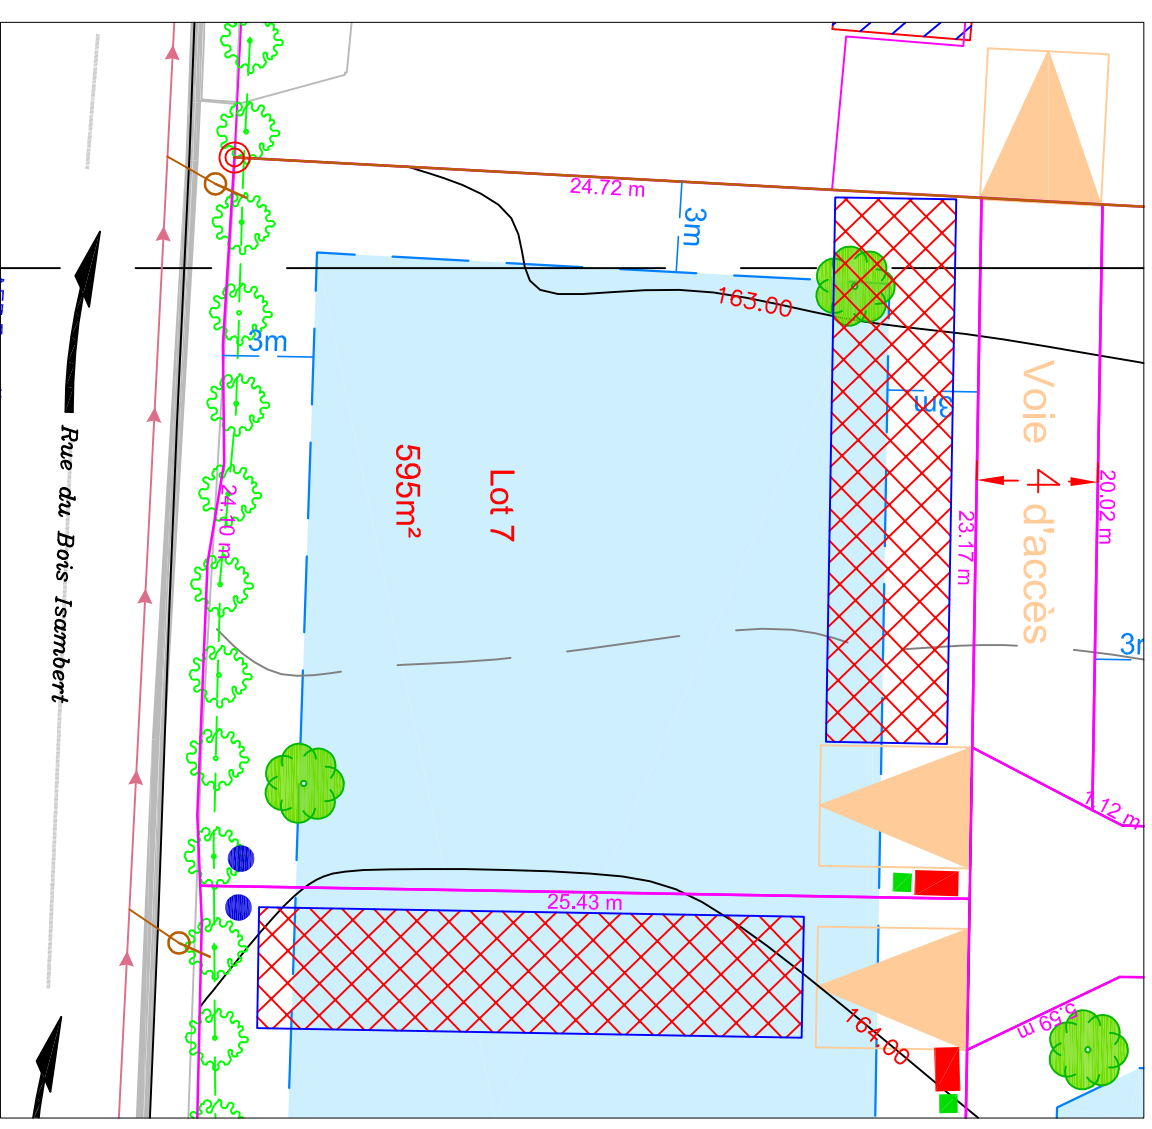 24.72 m
3m
163.00
3m
3m
Voie 4 d'accès
20.02 m
23.17 m
Lot 7
595m²
24.10 m
Rue du Bois Isambert
1.12 m
25.43 m
5.59 m
164.00